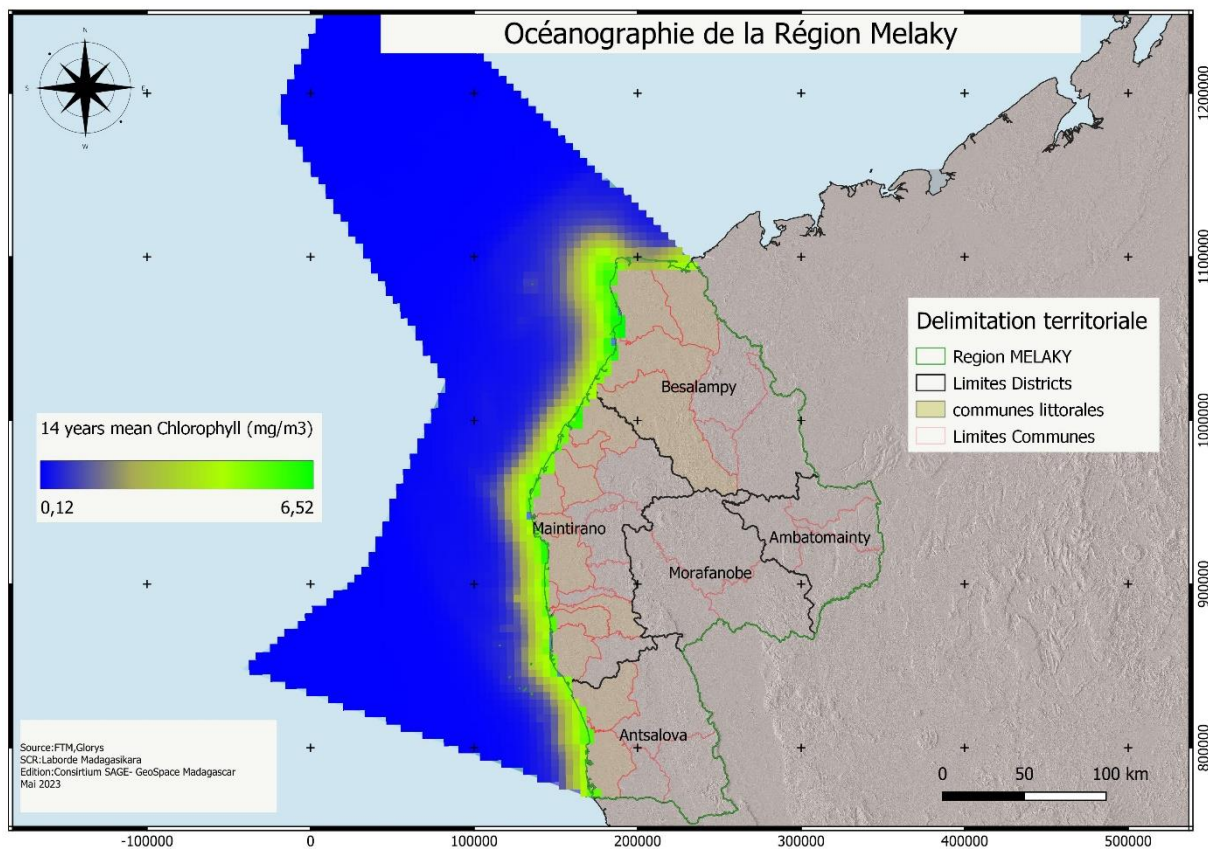 Océanographie de la Région Melaky
N
S
E
W
1200000
1100000
1000000
900000
800000
Delimitation territoriale
Region MELAKY
Limites Districts
communes littorales
Limites Communes
14 years mean Chlorophyll (mg/m3)
0,12
6,52
Besalampy
Maintirano
Ambatomainty
Morafanobe
Antsalova
Source:FTM,Glorys
SCR:Laborde Madagasikara
Edition:Consirtium SAGE- GeoSpace Madagascar
Mai 2023
0
50
100 km
-100000
0
100000
200000
300000
400000
500000